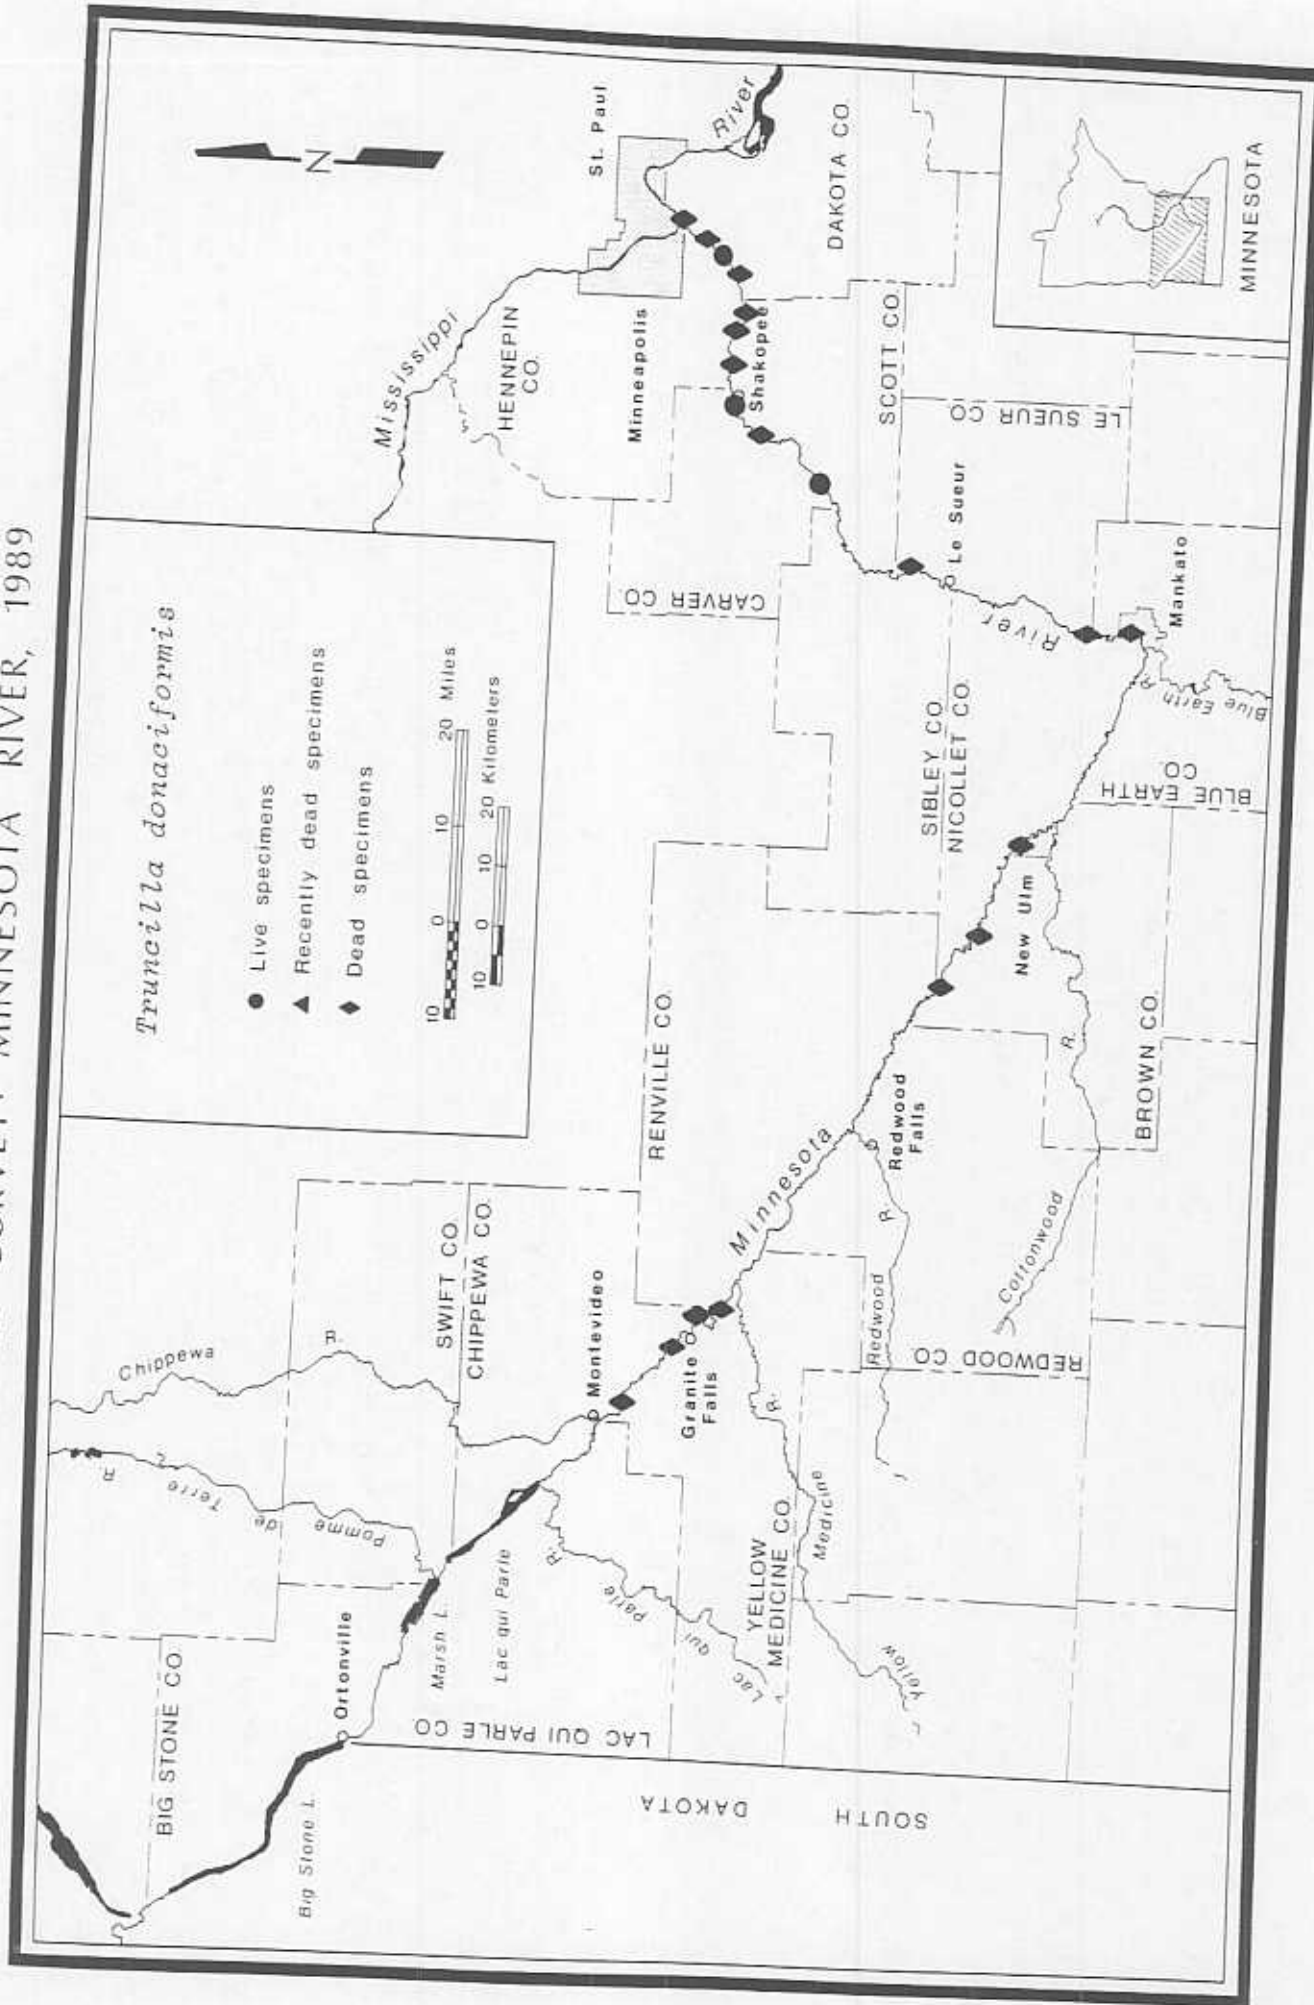 MINNESOTA RIVER, 1989
Truncilla donaciformis
Live specimens
Recently dead specimens
Dead specimens
10 0 10 20 Miles
10 0 10 20 Kilometers
N
BIG STONE CO.
Big Stone L.
Ortonville
Pomme de Terre R.
Chippewa R.
SWIFT CO.
CHIPPEWA CO.
Marsh L.
Lac qui Parle
LAC QUI PARLE CO
Lac qui Parle R.
Montevideo
SOUTH DAKOTA
Granite
Falls
YELLOW
MEDICINE CO.
Yellow Medicine R.
RENVILLE CO.
Minnesota River
Redwood
Falls
Redwood R.
REDWOOD CO
Cottonwood R.
BROWN CO.
New Ulm
SIBLEY CO.
NICOLLET CO.
BLUE EARTH
CO.
Blue Earth R.
Mankato
Le Sueur
LE SUEUR CO
CARVER CO.
SCOTT CO.
Shakopee
HENNEPIN
CO.
Minneapolis
St. Paul
Mississippi River
DAKOTA CO.
MINNESOTA